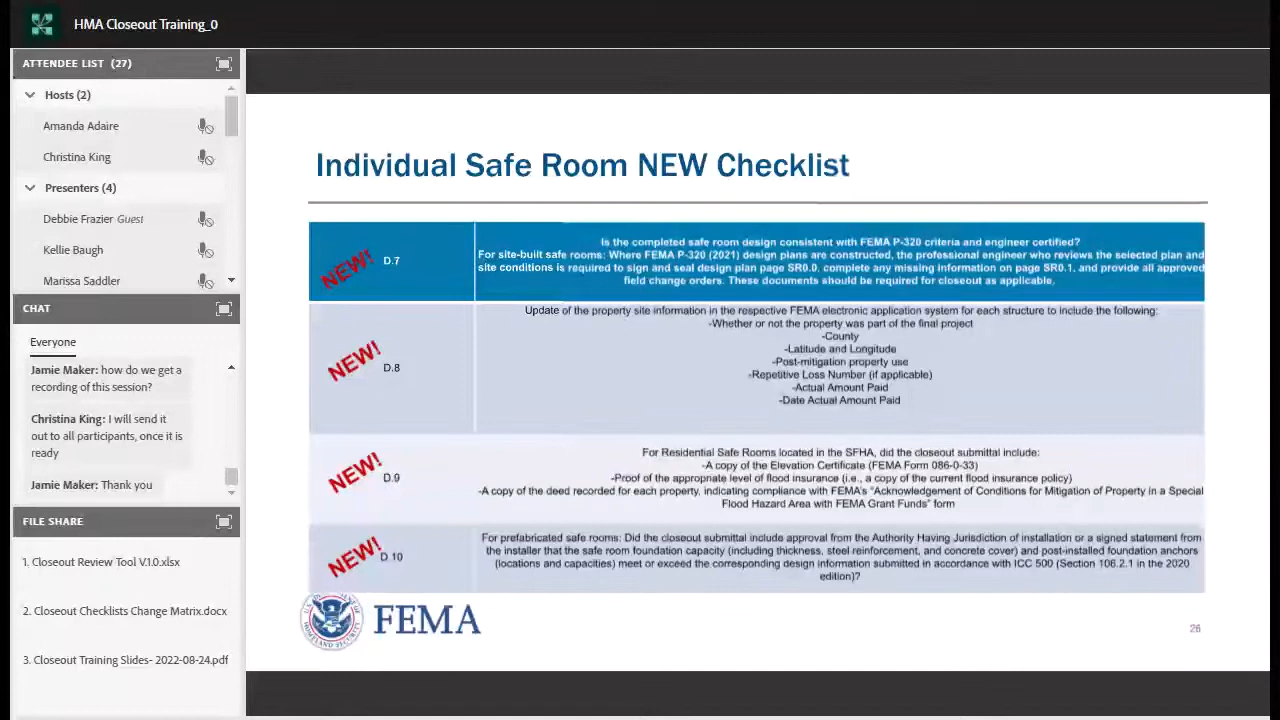 HMA Closeout Training_0
ATTENDEE LIST (27)
Hosts (2)
Amanda Adaire
Christina King
Presenters (4)
Debbie Frazier Guest
Kellie Baugh
Marissa Saddler
CHAT
Everyone
Jamie Maker: how do we get a
recording of this session?
Christina King: I will send it
out to all participants, once it is
ready
Jamie Maker: Thank you
FILE SHARE
1. Closeout Review Tool V.1.0.xlsx
2. Closeout Checklists Change Matrix.docx
3. Closeout Training Slides- 2022-08-24.pdf
Individual Safe Room NEW Checklist
NEW!
D.7
Is the completed safe room design consistent with FEMA P-320 criteria and engineer certified?
For site-built safe rooms: Where FEMA P-320 (2021) design plans are constructed, the professional engineer who reviews the selected plan and
site conditions is required to sign and seal design plan page SR0.0, complete any missing information on page SR0.1, and provide all approved
field change orders. These documents should be required for closeout as applicable.
NEW!
D.8
Update of the property site information in the respective FEMA electronic application system for each structure to include the following:
-Whether or not the property was part of the final project
-County
-Latitude and Longitude
-Post-mitigation property use
-Repetitive Loss Number (if applicable)
-Actual Amount Paid
-Date Actual Amount Paid
NEW!
D.9
For Residential Safe Rooms located in the SFHA, did the closeout submittal include:
-A copy of the Elevation Certificate (FEMA Form 086-0-33)
-Proof of the appropriate level of flood insurance (i.e., a copy of the current flood insurance policy)
-A copy of the deed recorded for each property, indicating compliance with FEMA's "Acknowledgement of Conditions for Mitigation of Property in a Special
Flood Hazard Area with FEMA Grant Funds" form
NEW!
D.10
For prefabricated safe rooms: Did the closeout submittal include approval from the Authority Having Jurisdiction of installation or a signed statement from
the installer that the safe room foundation capacity (including thickness, steel reinforcement, and concrete cover) and post-installed foundation anchors
(locations and capacities) meet or exceed the corresponding design information submitted in accordance with ICC 500 (Section 106.2.1 in the 2020
edition)?
FEMA
26